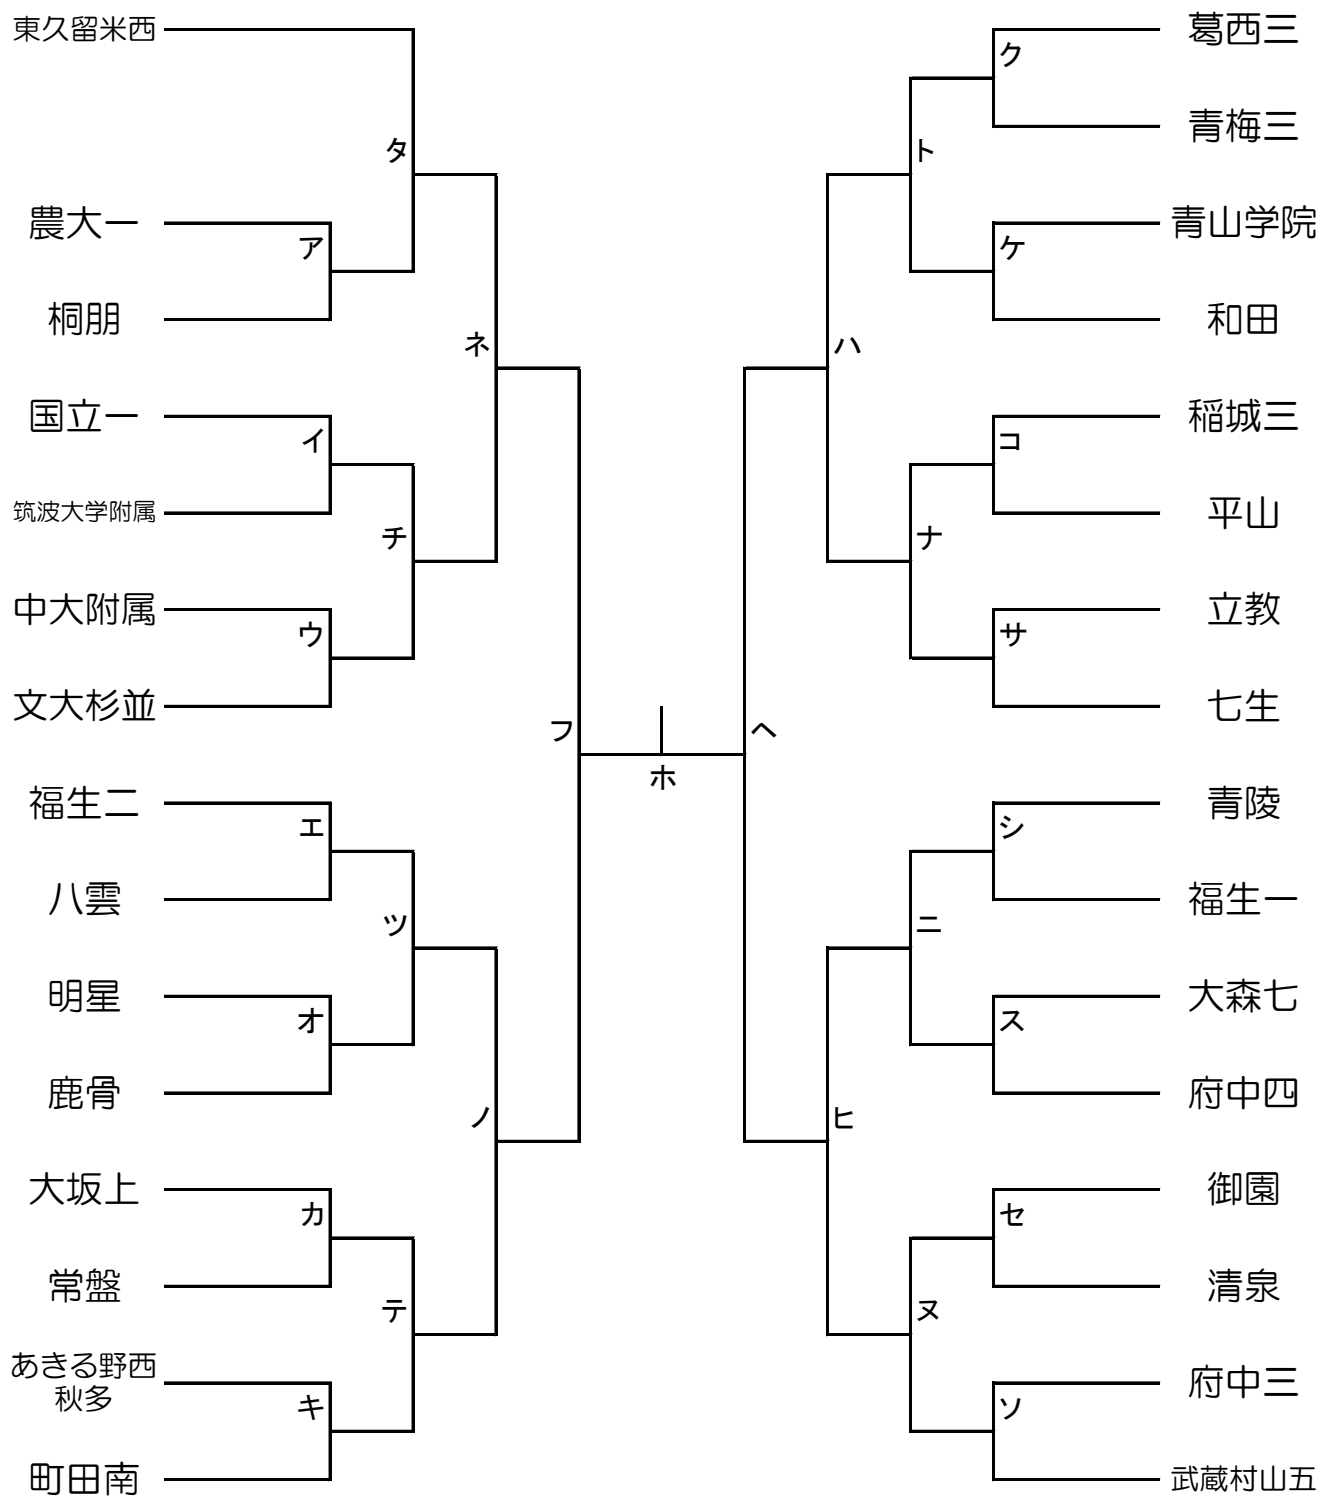 東久留米西
タ
農大一
ア
桐朋
ネ
国立一
イ
筑波大学附属
チ
中大附属
ウ
文大杉並
フ
福生二
エ
八雲
ツ
明星
オ
鹿骨
ノ
大坂上
カ
常盤
テ
あきる野西
秋多
キ
町田南
ホ
葛西三
ク
青梅三
ト
青山学院
ケ
和田
ハ
稲城三
コ
平山
ナ
立教
サ
七生
ヘ
青陵
シ
福生一
ニ
大森七
ス
府中四
ヒ
御園
セ
清泉
ヌ
府中三
ソ
武蔵村山五